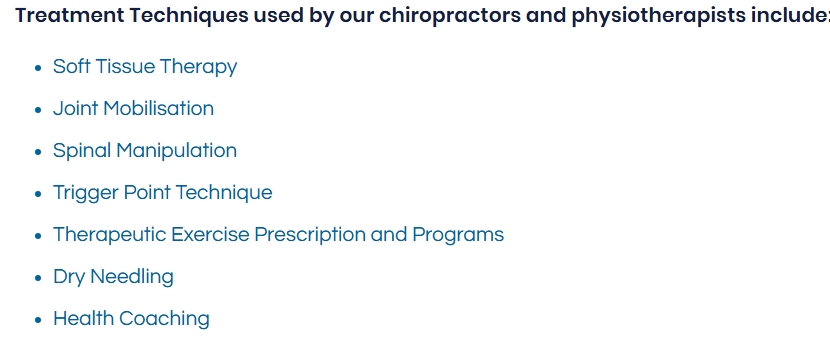 Treatment Techniques used by our chiropractors and physiotherapists include:
• Soft Tissue Therapy
• Joint Mobilisation
• Spinal Manipulation
• Trigger Point Technique
• Therapeutic Exercise Prescription and Programs
• Dry Needling
• Health Coaching